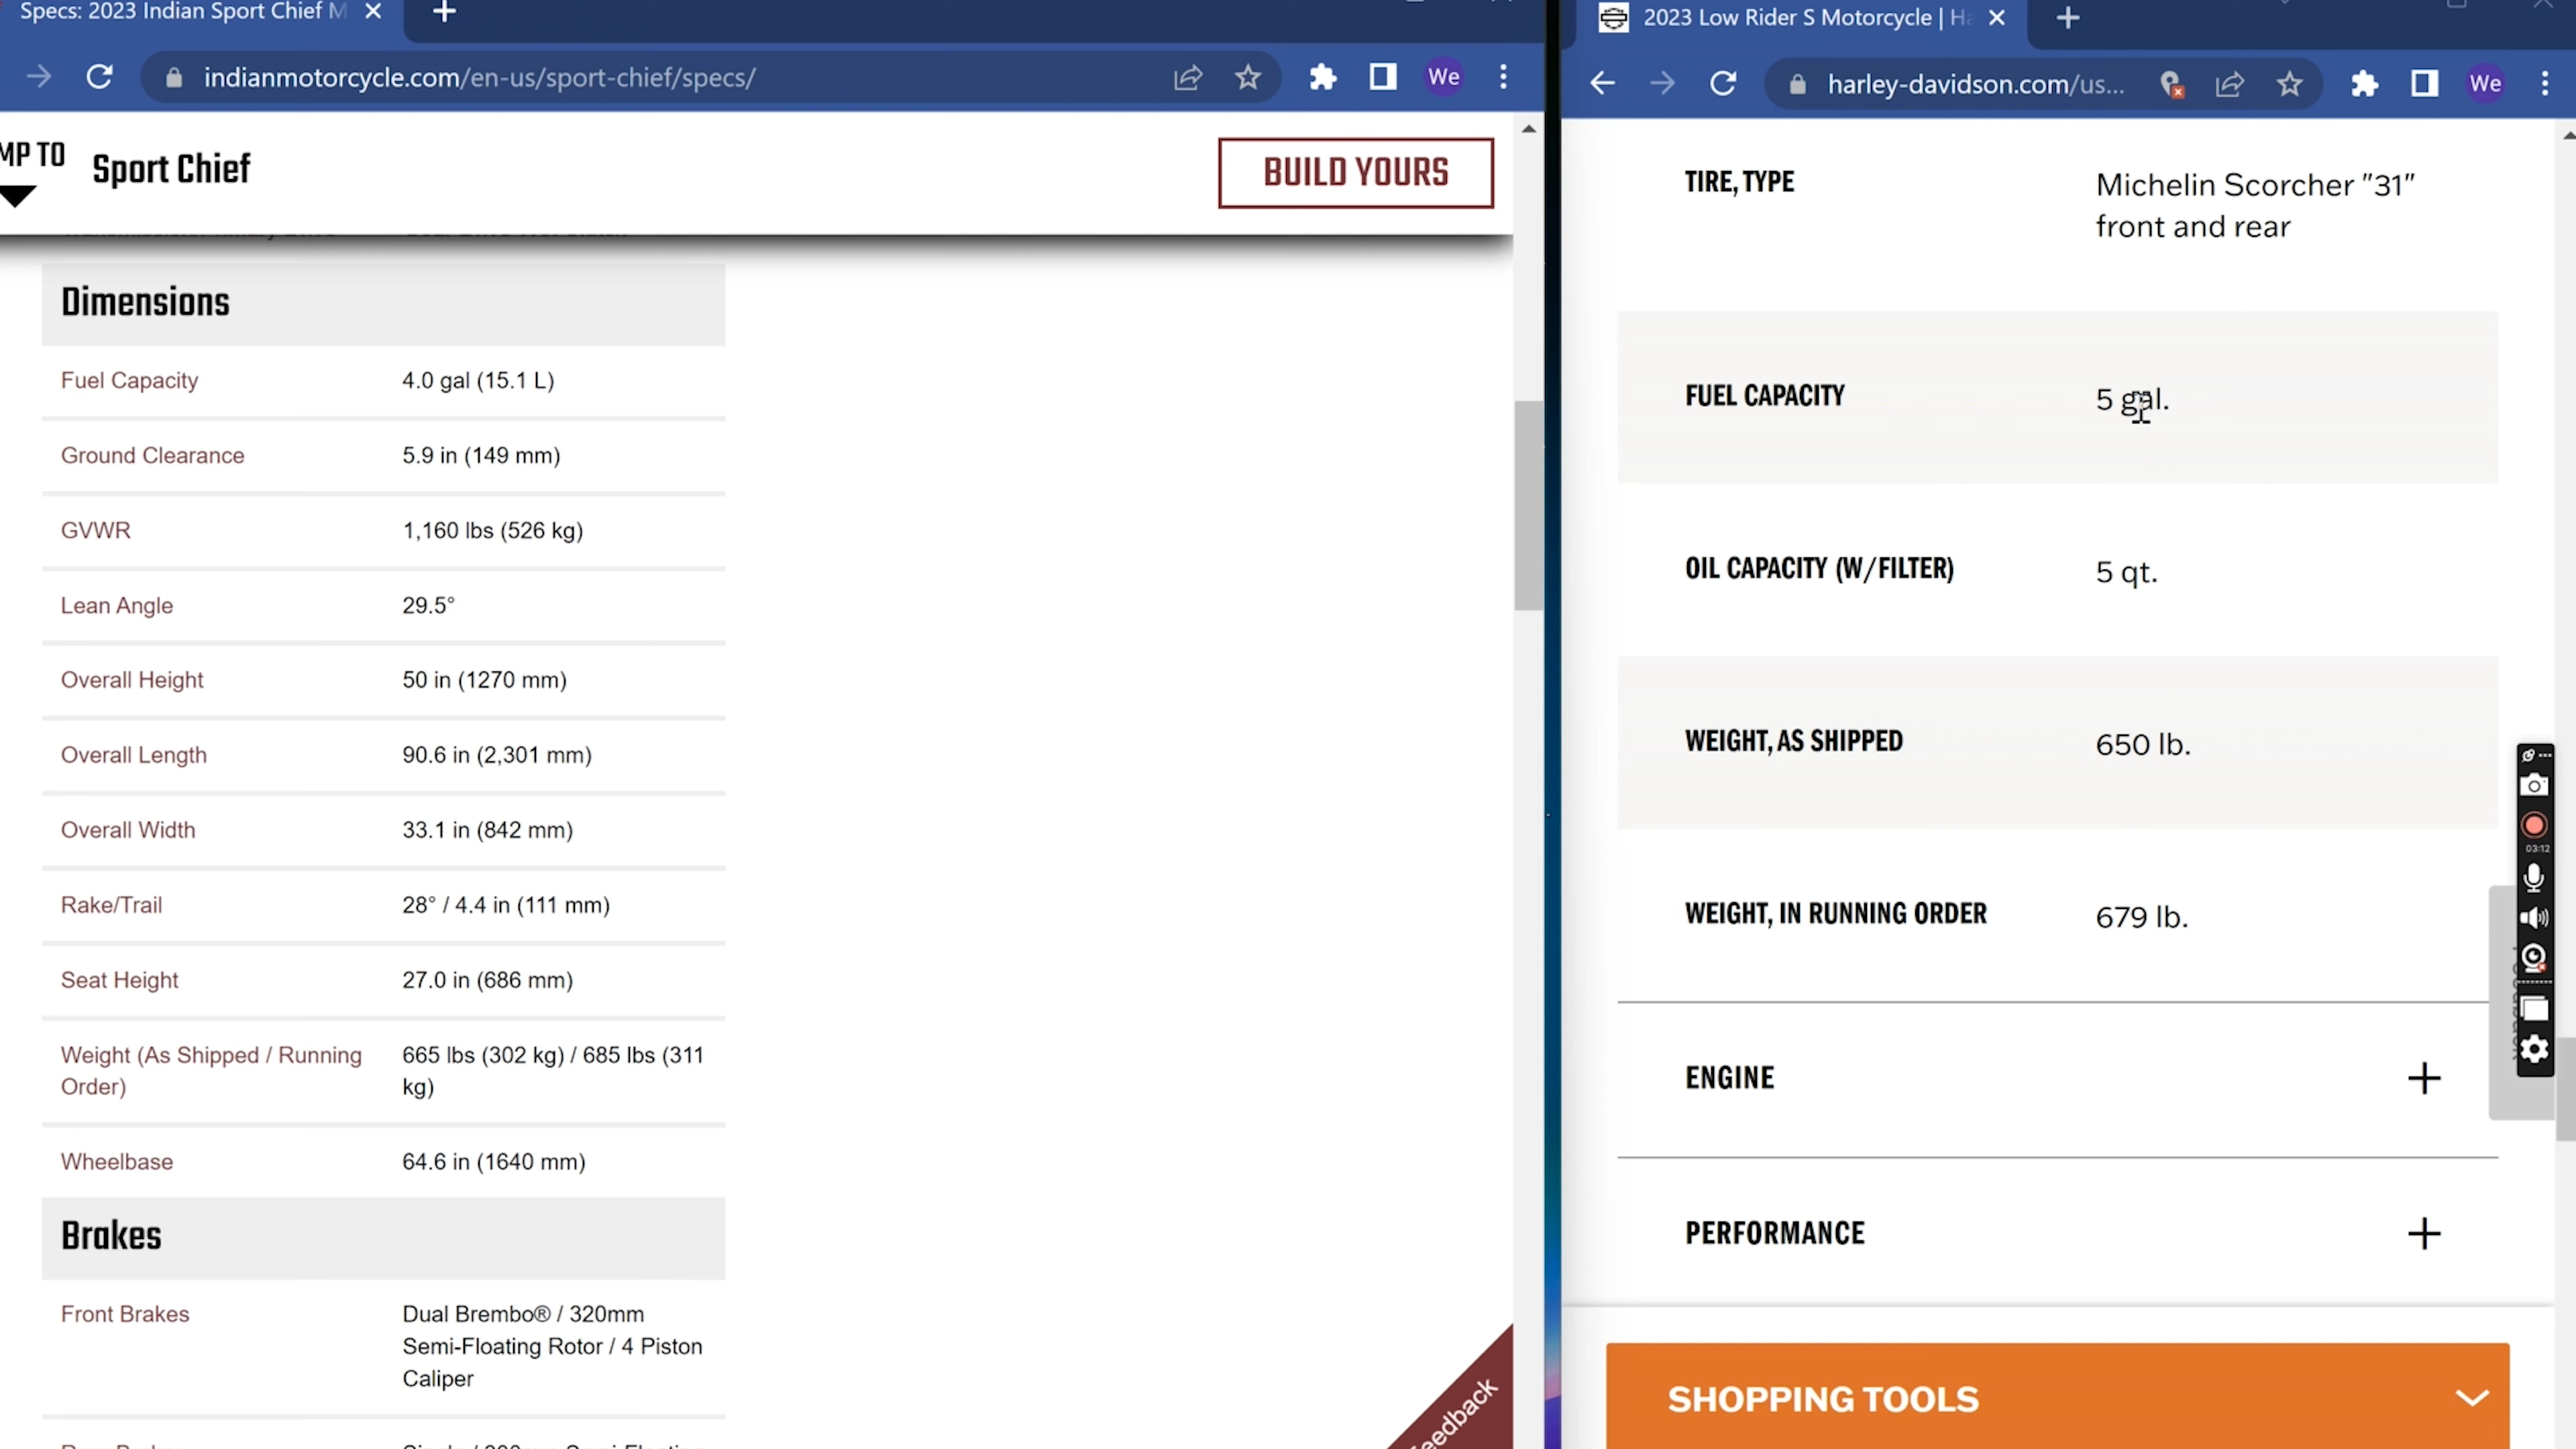 Specs: 2023 Indian Sport Chief M
indianmotorcycle.com/en-us/sport-chief/specs/
We
MP TO
Sport Chief
BUILD YOURS
Dimensions
Fuel Capacity 4.0 gal (15.1 L)
Ground Clearance 5.9 in (149 mm)
GVWR 1,160 lbs (526 kg)
Lean Angle 29.5°
Overall Height 50 in (1270 mm)
Overall Length 90.6 in (2,301 mm)
Overall Width 33.1 in (842 mm)
Rake/Trail 28° / 4.4 in (111 mm)
Seat Height 27.0 in (686 mm)
Weight (As Shipped / Running 665 lbs (302 kg) / 685 lbs (311
Order) kg)
Wheelbase 64.6 in (1640 mm)
Brakes
Front Brakes Dual Brembo® / 320mm
Semi-Floating Rotor / 4 Piston
Caliper
Feedback
2023 Low Rider S Motorcycle | Ha
harley-davidson.com/us...
We
TIRE, TYPE Michelin Scorcher "31"
front and rear
FUEL CAPACITY 5 gal.
OIL CAPACITY (W/FILTER) 5 qt.
WEIGHT, AS SHIPPED 650 lb.
WEIGHT, IN RUNNING ORDER 679 lb.
03:12
ENGINE
PERFORMANCE
SHOPPING TOOLS